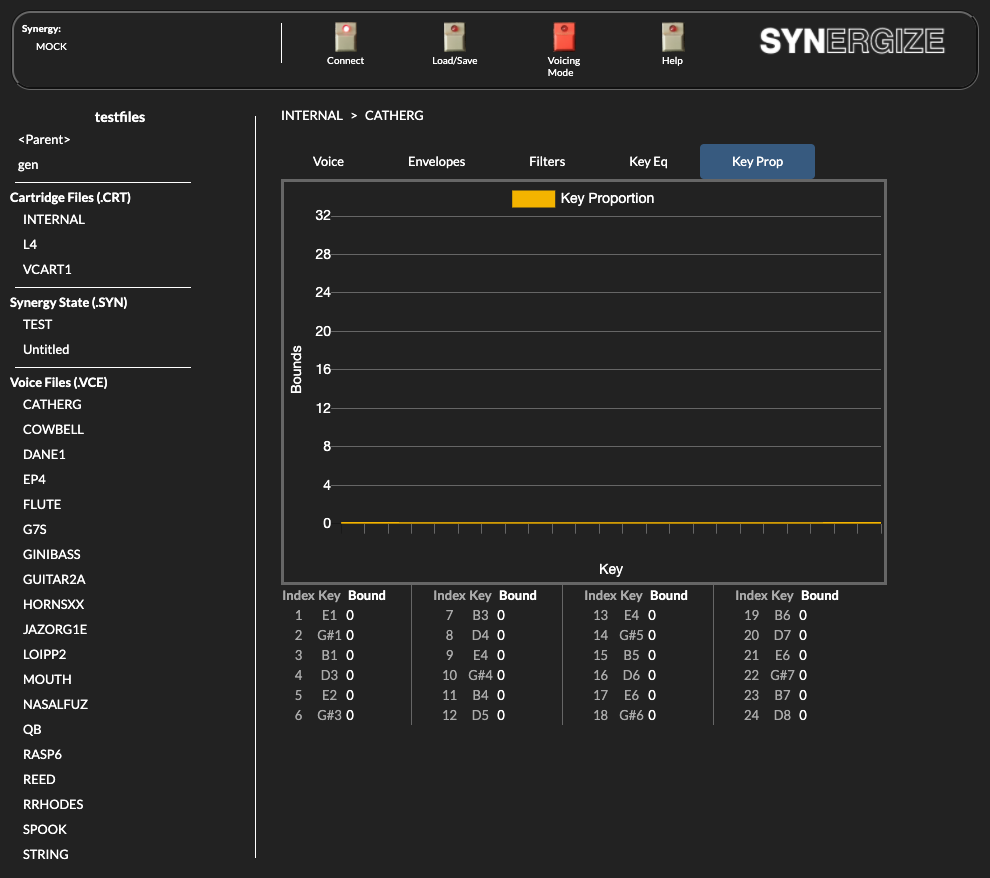 Synergy:
MOCK
Connect
Load/Save
Voicing
Mode
Help
SYNERGIZE
testfiles
<Parent>
gen
Cartridge Files (.CRT)
INTERNAL
L4
VCART1
Synergy State (.SYN)
TEST
Untitled
Voice Files (.VCE)
CATHERG
COWBELL
DANE1
EP4
FLUTE
G7S
GINIBASS
GUITAR2A
HORNSXX
JAZORG1E
LOIPP2
MOUTH
NASALFUZ
QB
RASP6
REED
RRHODES
SPOOK
STRING
INTERNAL > CATHERG
Voice Envelopes Filters Key Eq Key Prop
Key Proportion
32
28
24
20
16
12
8
4
0
Bounds
Key
Index Key Bound Index Key Bound Index Key Bound Index Key Bound
1 E1 0 7 B3 0 13 E4 0 19 B6 0
2 G#1 0 8 D4 0 14 G#5 0 20 D7 0
3 B1 0 9 E4 0 15 B5 0 21 E6 0
4 D3 0 10 G#4 0 16 D6 0 22 G#7 0
5 E2 0 11 B4 0 17 E6 0 23 B7 0
6 G#3 0 12 D5 0 18 G#6 0 24 D8 0